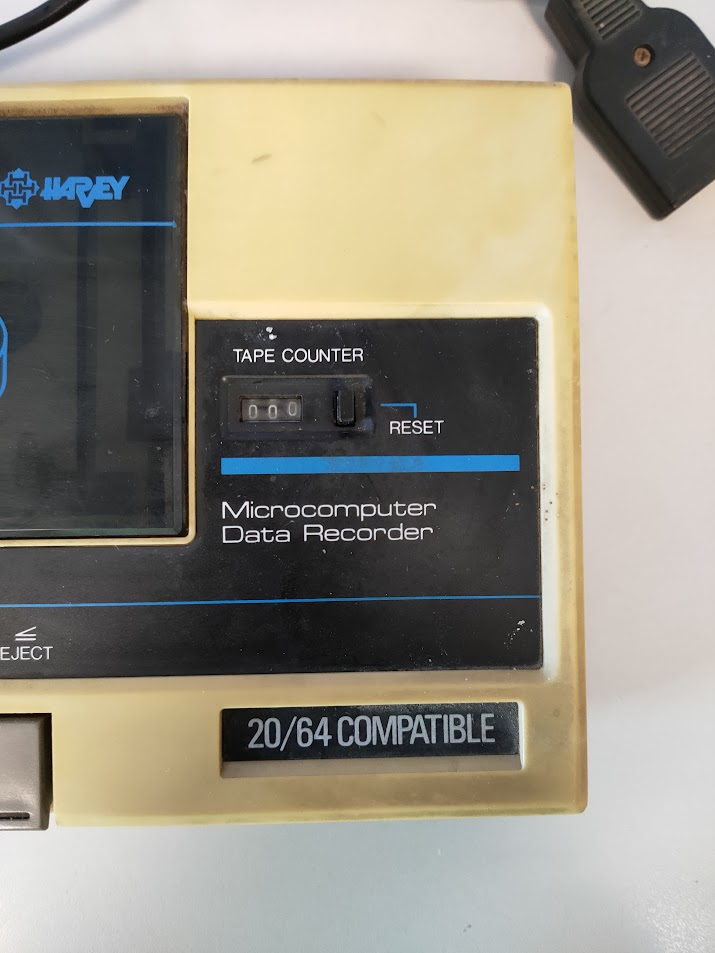 HARVEY
TAPE COUNTER
000
RESET
Microcomputer
Data Recorder
EJECT
20/64 COMPATIBLE